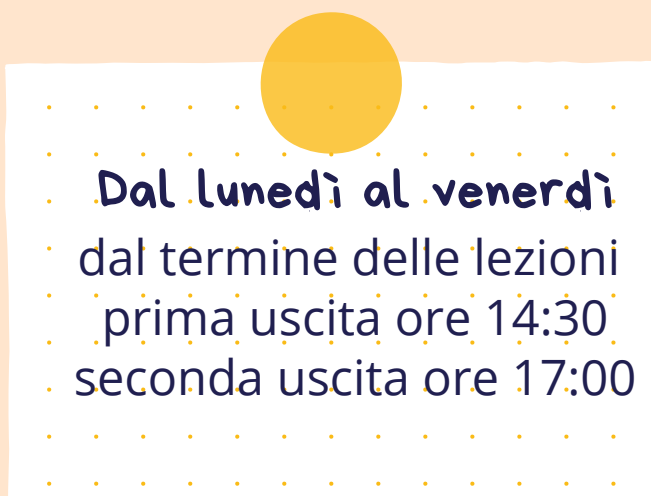 Dal lunedì al venerdì
dal termine delle lezioni
prima uscita ore 14:30
seconda uscita ore 17:00